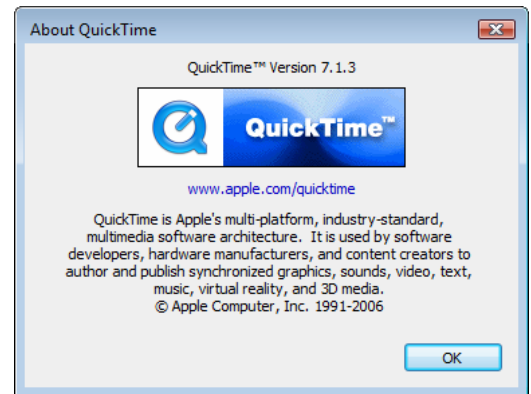 About QuickTime
QuickTime™ Version 7.1.3
QuickTime™
www.apple.com/quicktime
QuickTime is Apple's multi-platform, industry-standard,
multimedia software architecture.  It is used by software
developers, hardware manufacturers, and content creators to
author and publish synchronized graphics, sounds, video, text,
music, virtual reality, and 3D media.
© Apple Computer, Inc. 1991-2006
OK